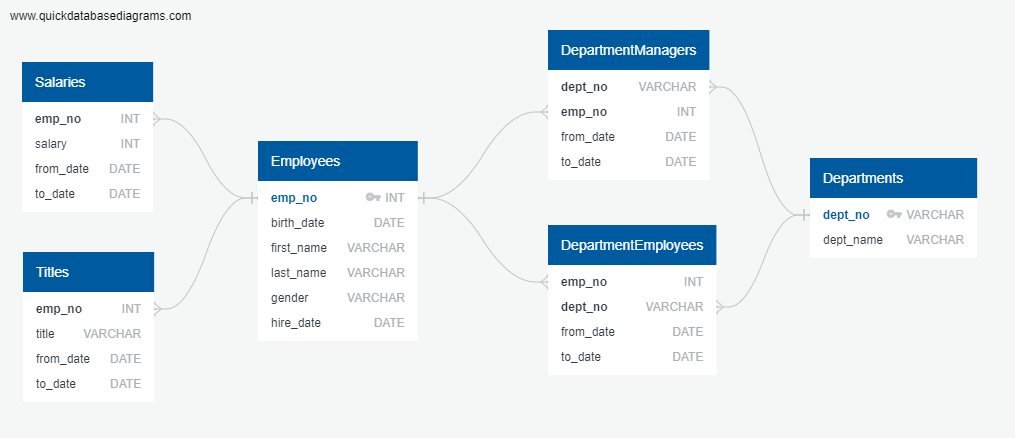 www.quickdatabasediagrams.com
Salaries
emp_no INT
salary INT
from_date DATE
to_date DATE
Titles
emp_no INT
title VARCHAR
from_date DATE
to_date DATE
Employees
emp_no INT
birth_date DATE
first_name VARCHAR
last_name VARCHAR
gender VARCHAR
hire_date DATE
DepartmentManagers
dept_no VARCHAR
emp_no INT
from_date DATE
to_date DATE
DepartmentEmployees
emp_no INT
dept_no VARCHAR
from_date DATE
to_date DATE
Departments
dept_no VARCHAR
dept_name VARCHAR